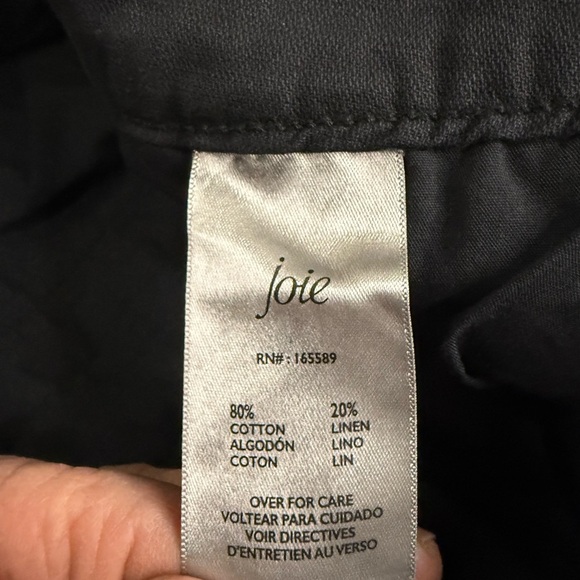 joie
RN#: 165589
80% 20%
COTTON LINEN
ALGODÓN LINO
COTON LIN
OVER FOR CARE
VOLTEAR PARA CUIDADO
VOIR DIRECTIVES
D'ENTRETIEN AU VERSO